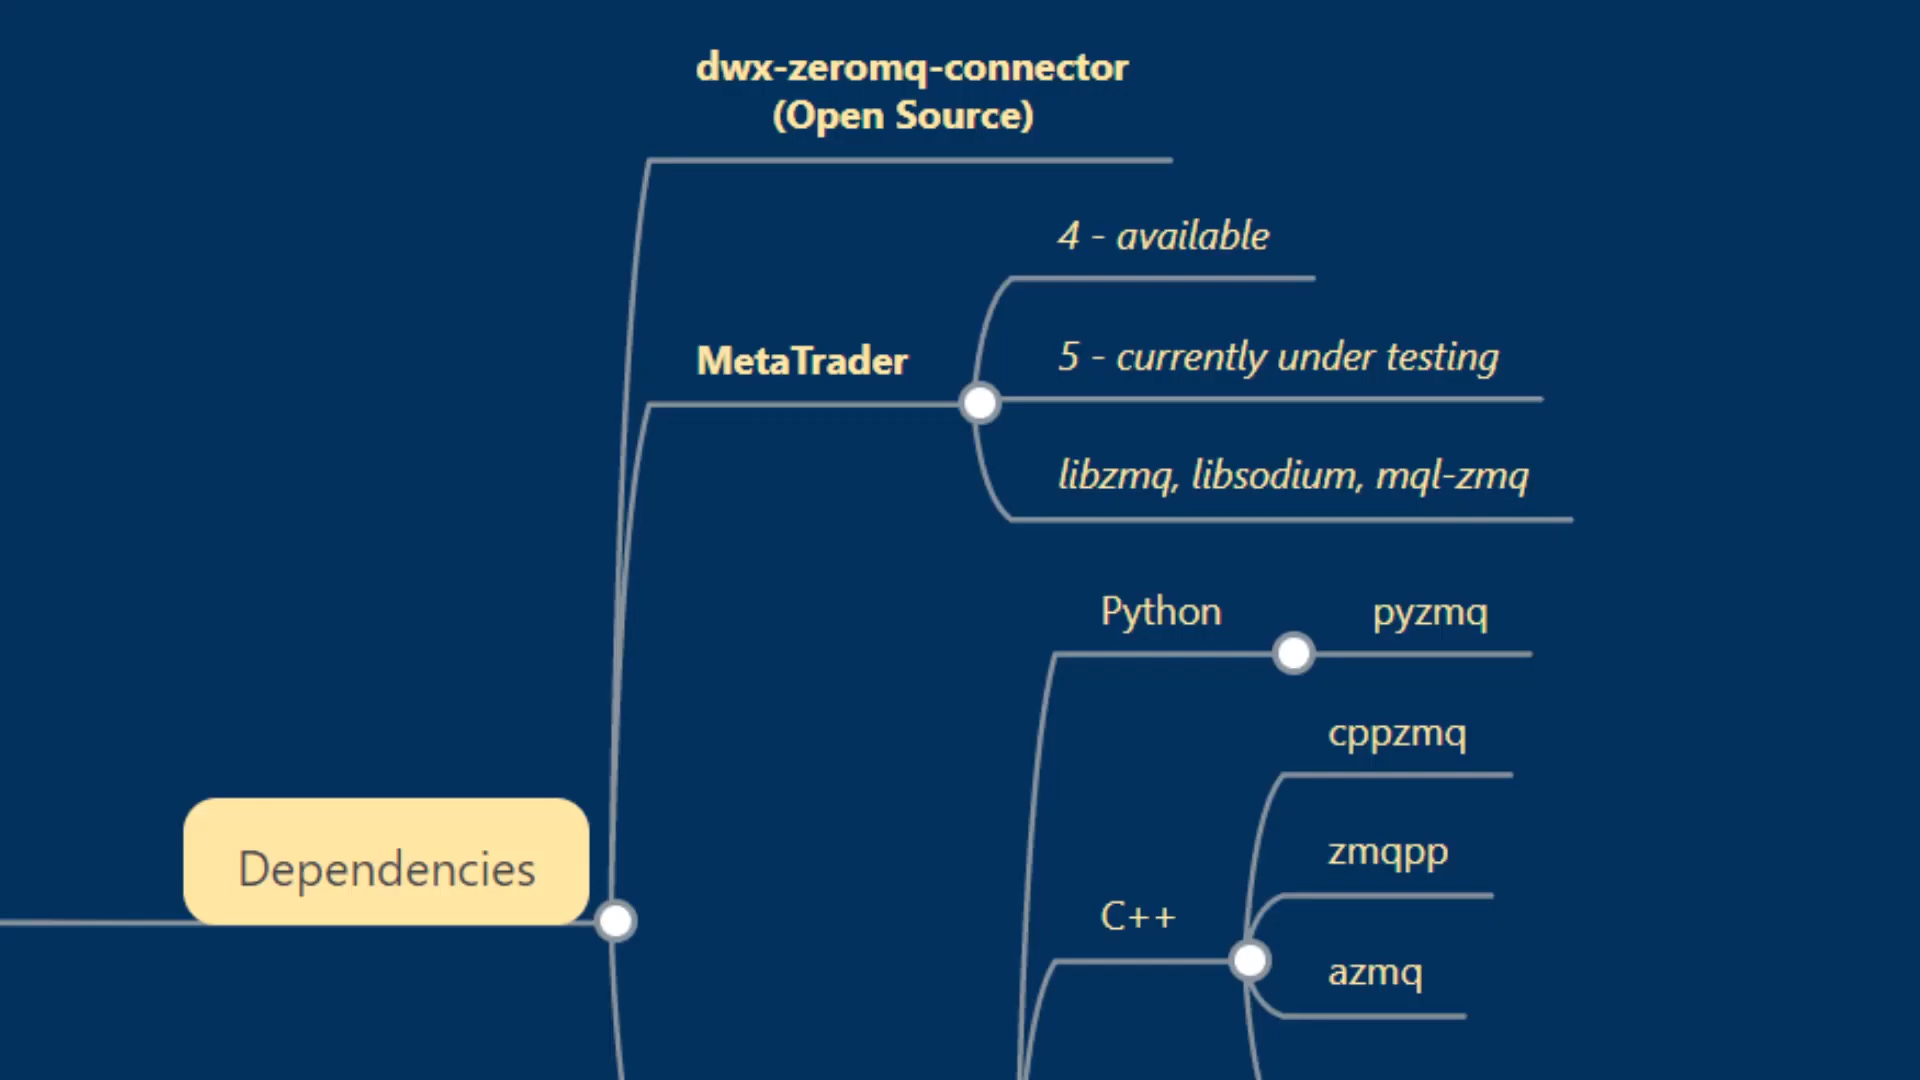 dwx-zeromq-connector
(Open Source)
4 - available
MetaTrader
5 - currently under testing
libzmq, libsodium, mql-zmq
Python
pyzmq
cppzmq
zmqpp
Dependencies
C++
azmq